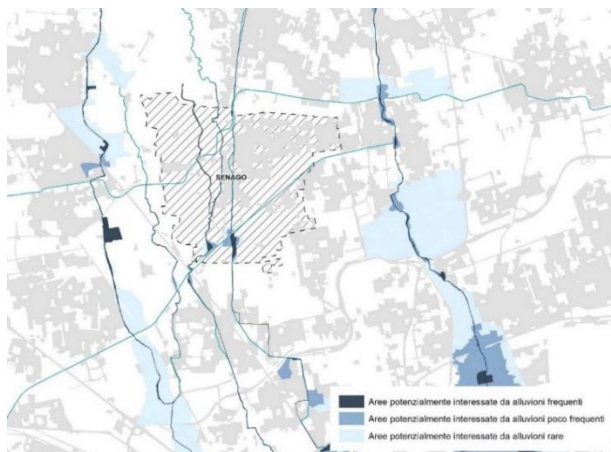 SENAGO
Aree potenzialmente interessate da alluvioni frequenti
Aree potenzialmente interessate da alluvioni poco frequenti
Aree potenzialmente interessate da alluvioni rare